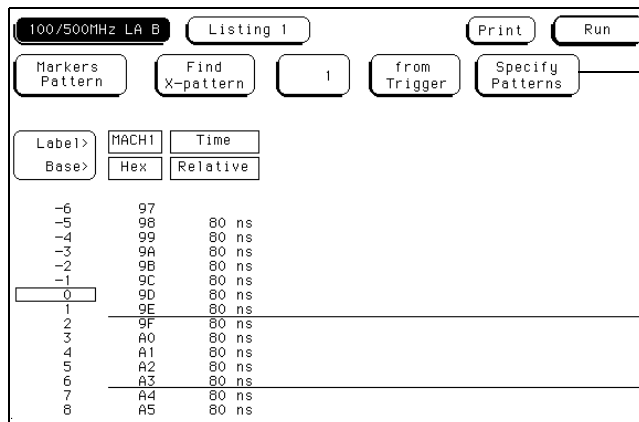 100/500MHz LA B Listing 1 Print Run
Markers Pattern Find X-pattern 1 from Trigger Specify Patterns
Label> MACH1 Time
Base> Hex Relative
-6 97
-5 98 80 ns
-4 99 80 ns
-3 9A 80 ns
-2 9B 80 ns
-1 9C 80 ns
0 9D 80 ns
1 9E 80 ns
2 9F 80 ns
3 A0 80 ns
4 A1 80 ns
5 A2 80 ns
6 A3 80 ns
7 A4 80 ns
8 A5 80 ns